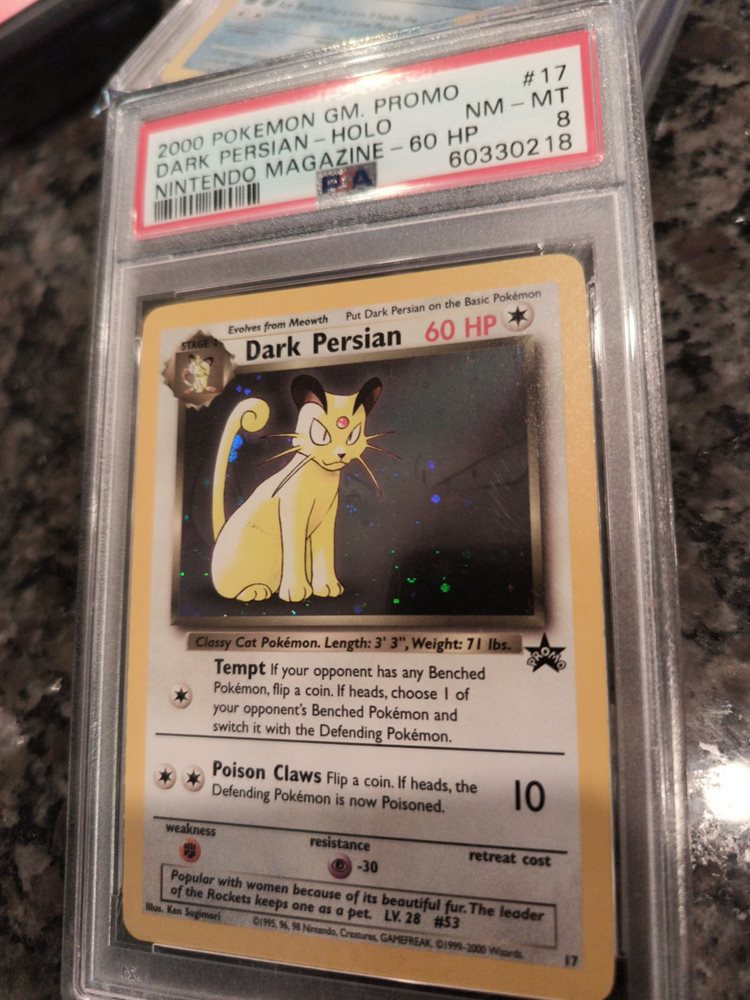 2000 POKEMON GM. PROMO #17
DARK PERSIAN - HOLO NM - MT
NINTENDO MAGAZINE - 60 HP 8
PSA 60330218
Evolves from Meowth Put Dark Persian on the Basic Pokémon
STAGE 1
Dark Persian 60 HP
Classy Cat Pokémon. Length: 3' 3", Weight: 71 lbs.
PROMO
Tempt If your opponent has any Benched
Pokémon, flip a coin. If heads, choose 1 of
your opponent's Benched Pokémon and
switch it with the Defending Pokémon.
Poison Claws Flip a coin. If heads, the
Defending Pokémon is now Poisoned.
10
weakness resistance retreat cost
-30
Popular with women because of its beautiful fur. The leader
of the Rockets keeps one as a pet. LV. 28 #53
Illus. Ken Sugimori ©1995, 96, 98 Nintendo, Creatures, GAMEFREAK. ©1999-2000 Wizards.
17